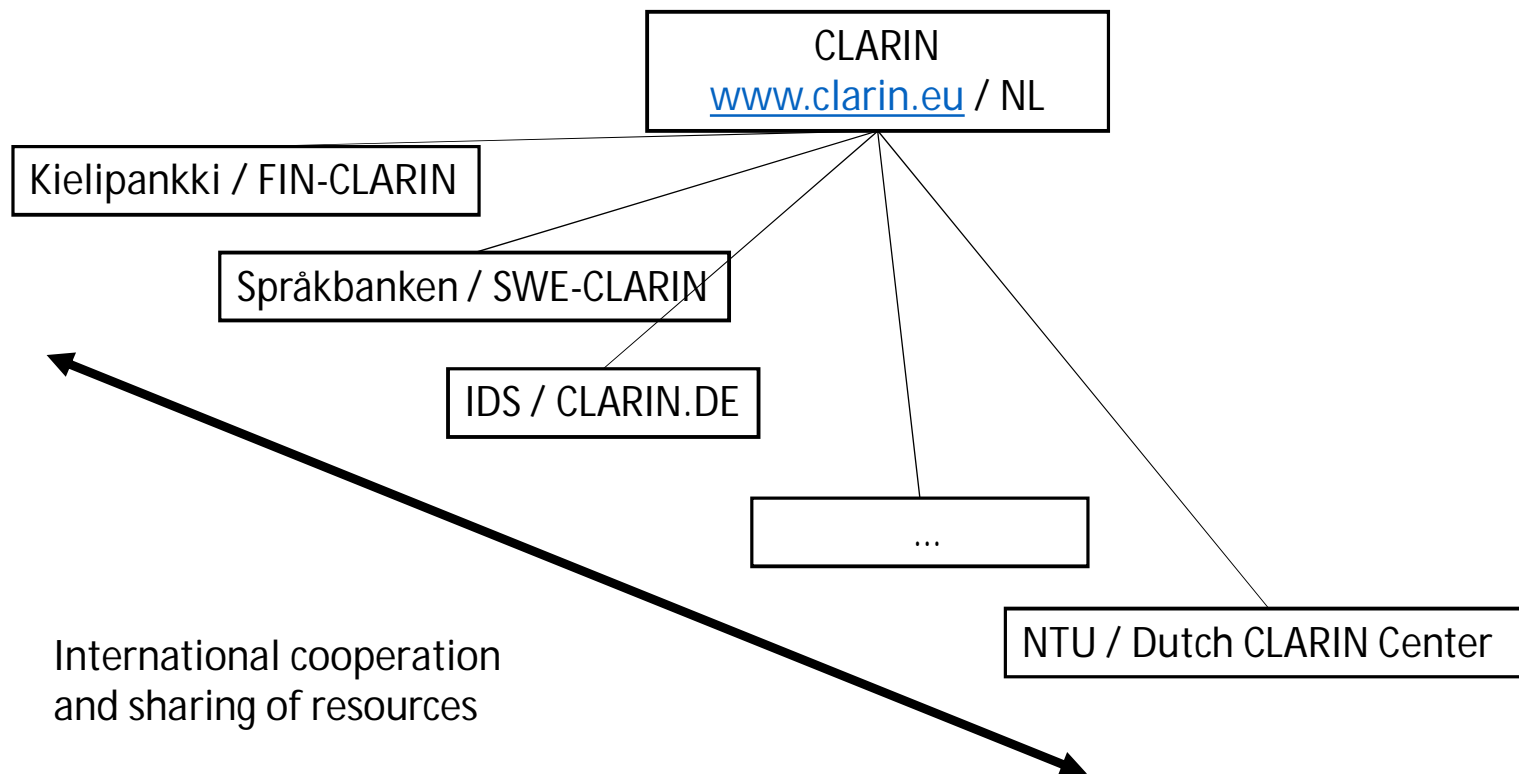 CLARIN
www.clarin.eu / NL
Kielipankki / FIN-CLARIN
Språkbanken / SWE-CLARIN
IDS / CLARIN.DE
...
NTU / Dutch CLARIN Center
International cooperation
and sharing of resources